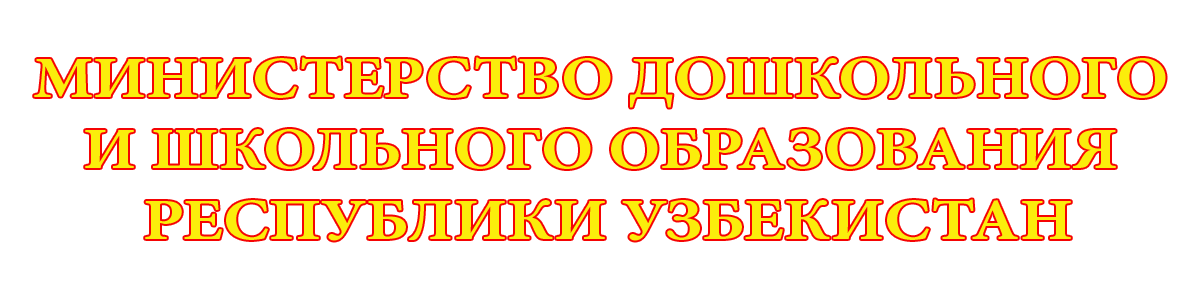 МИНИСТЕРСТВО ДОШКОЛЬНОГО
И ШКОЛЬНОГО ОБРАЗОВАНИЯ
РЕСПУБЛИКИ УЗБЕКИСТАН